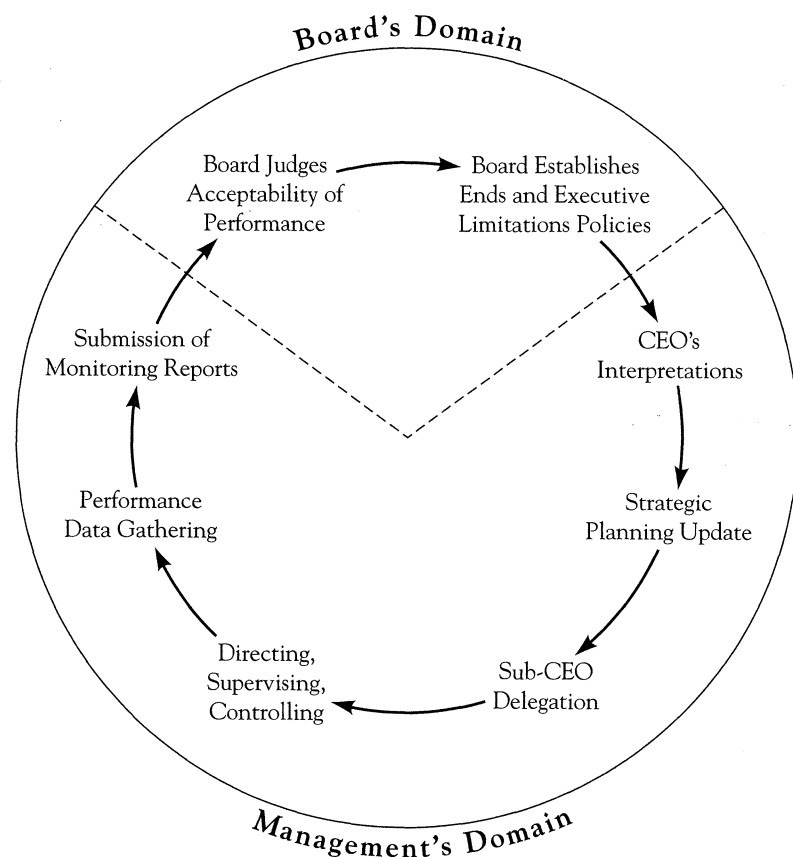 Board's Domain
Board Judges
Acceptability of
Performance
Board Establishes
Ends and Executive
Limitations Policies
CEO's
Interpretations
Strategic
Planning Update
Sub-CEO
Delegation
Directing,
Supervising,
Controlling
Performance
Data Gathering
Submission of
Monitoring Reports
Management's Domain